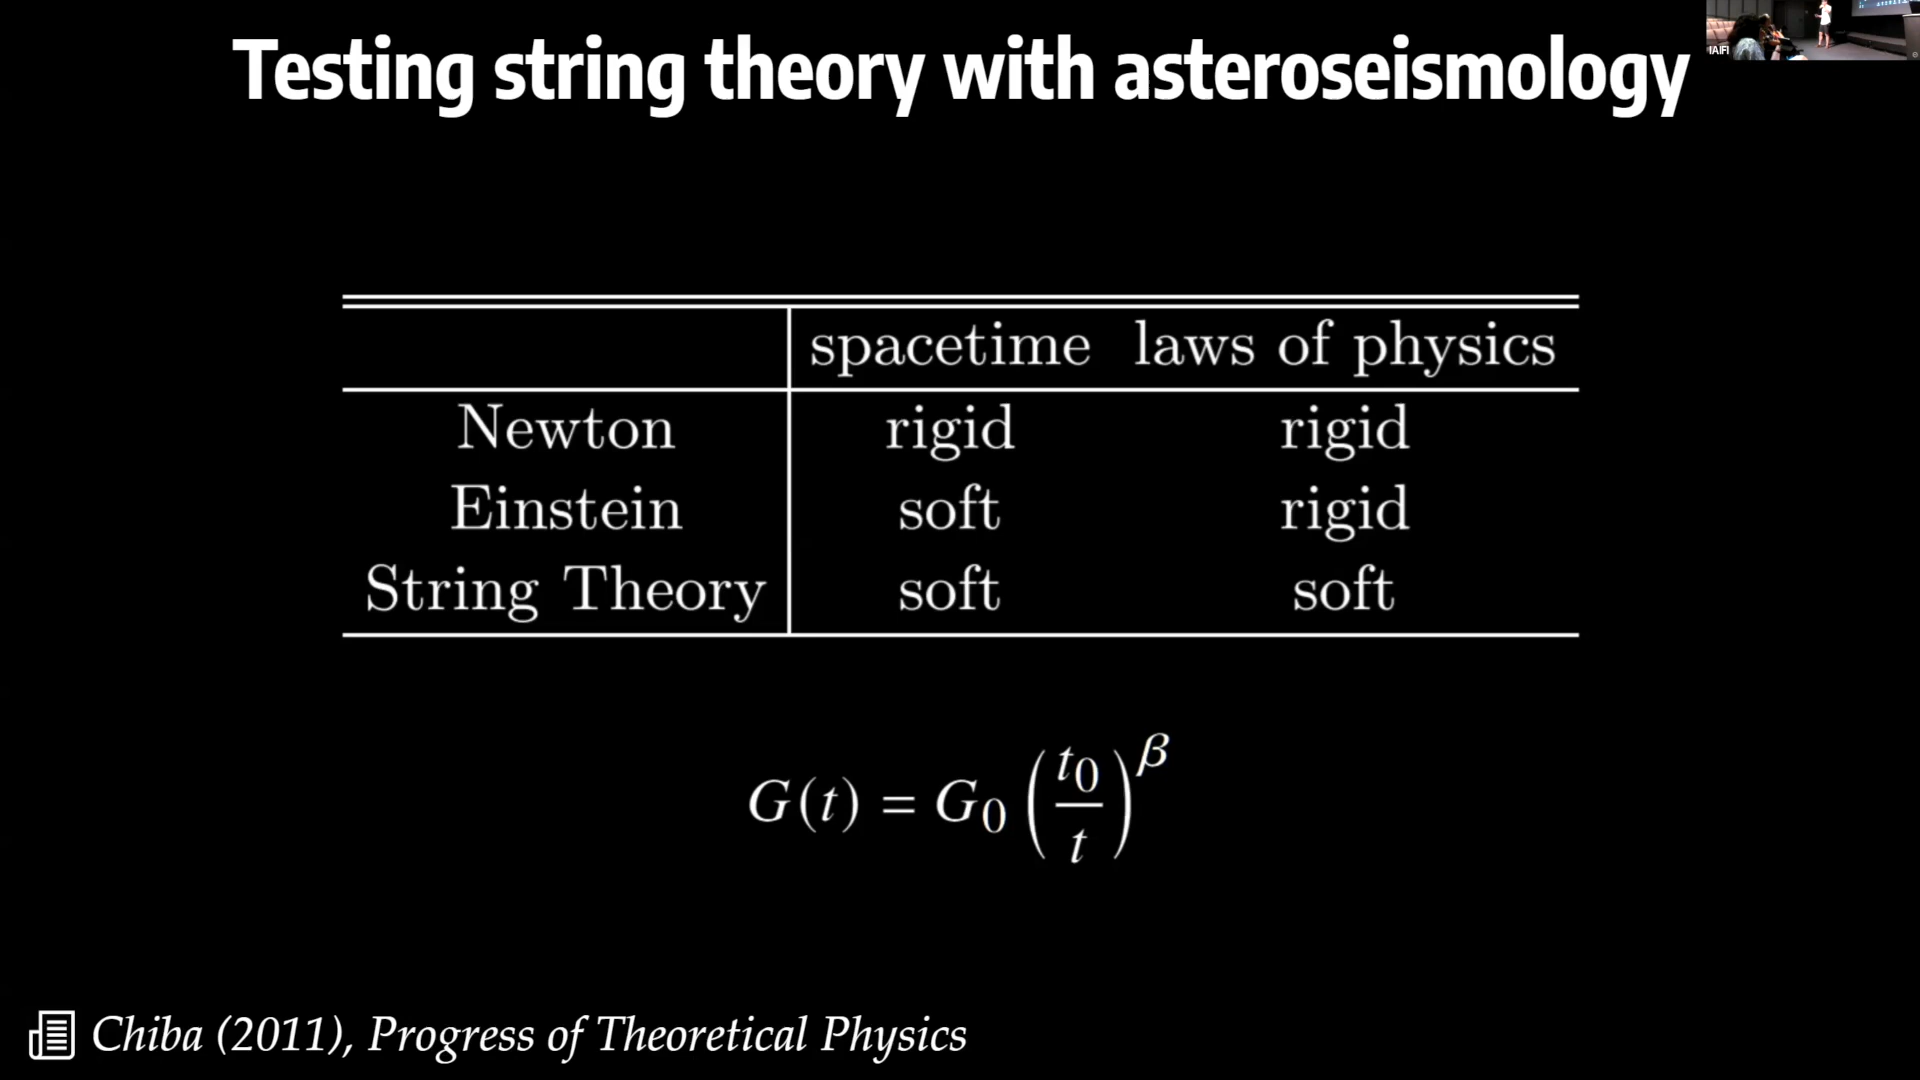 Testing string theory with asteroseismology
IAIFI
spacetime laws of physics
Newton rigid rigid
Einstein soft rigid
String Theory soft soft
G(t) = G₀ (t₀/t)^β
Chiba (2011), Progress of Theoretical Physics